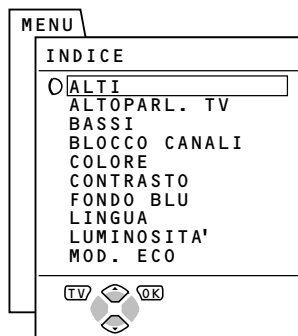 MENU
INDICE
ALTI
ALTOPARL. TV
BASSI
BLOCCO CANALI
COLORE
CONTRASTO
FONDO BLU
LINGUA
LUMINOSITA'
MOD. ECO
TV OK